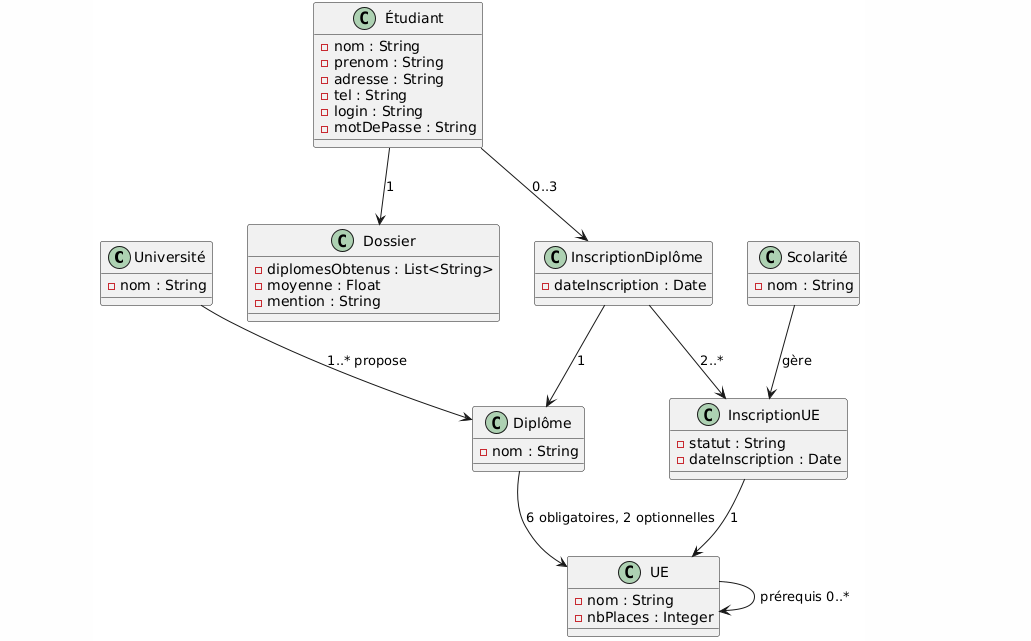 C Étudiant
nom : String
prenom : String
adresse : String
tel : String
login : String
motDePasse : String
1
0..3
C Université
nom : String
C Dossier
diplomesObtenus : List<String>
moyenne : Float
mention : String
C InscriptionDiplôme
dateInscription : Date
C Scolarité
nom : String
1..* propose
1
2..*
gère
C Diplôme
nom : String
C InscriptionUE
statut : String
dateInscription : Date
6 obligatoires, 2 optionnelles
1
C UE
nom : String
nbPlaces : Integer
prérequis 0..*